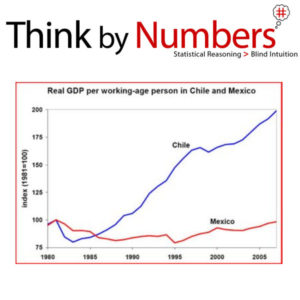 Think by Numbers
#
Statistical Reasoning > Blind Intuition
Real GDP per working-age person in Chile and Mexico
200
175
150
125
100
75
index (1981=100)
Chile
Mexico
1980
1985
1990
1995
2000
2005